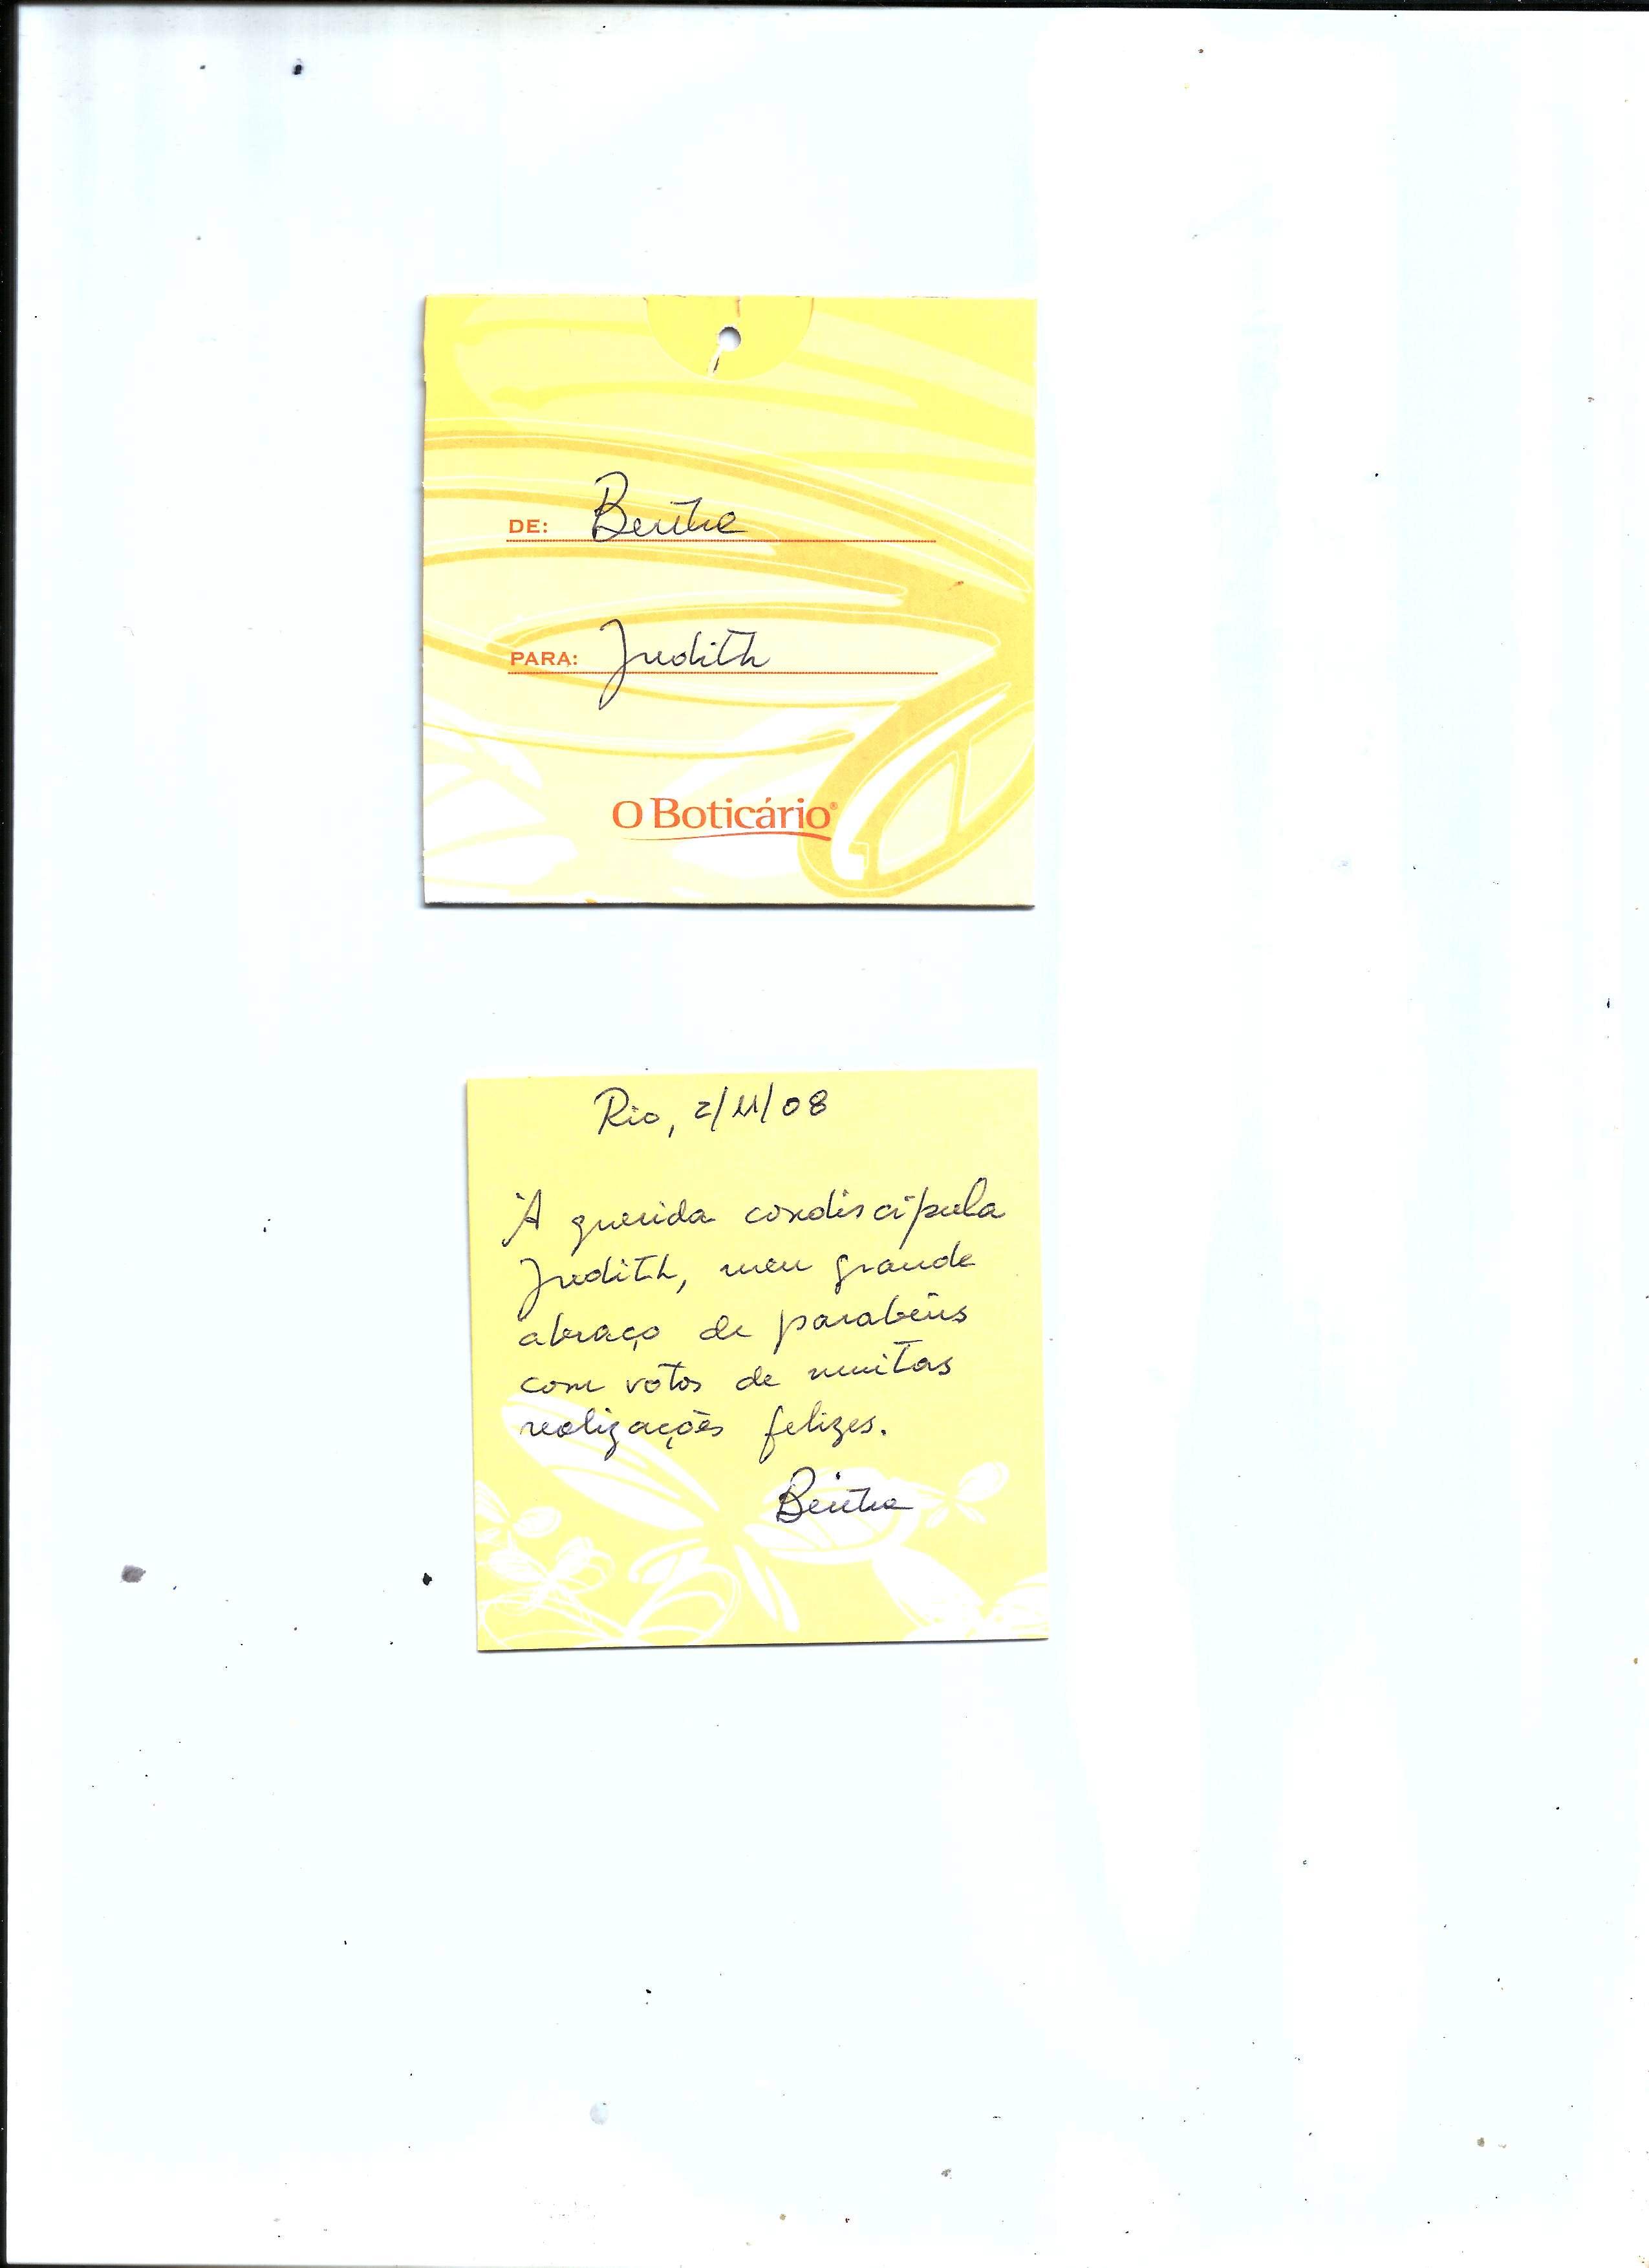 DE: Bertha
PARA: Judith
O Boticário®
Rio, 2/11/08
À querida condiscípula
Judith, meu grande
abraço de parabéns
com votos de muitas
realizações felizes.
Bertha